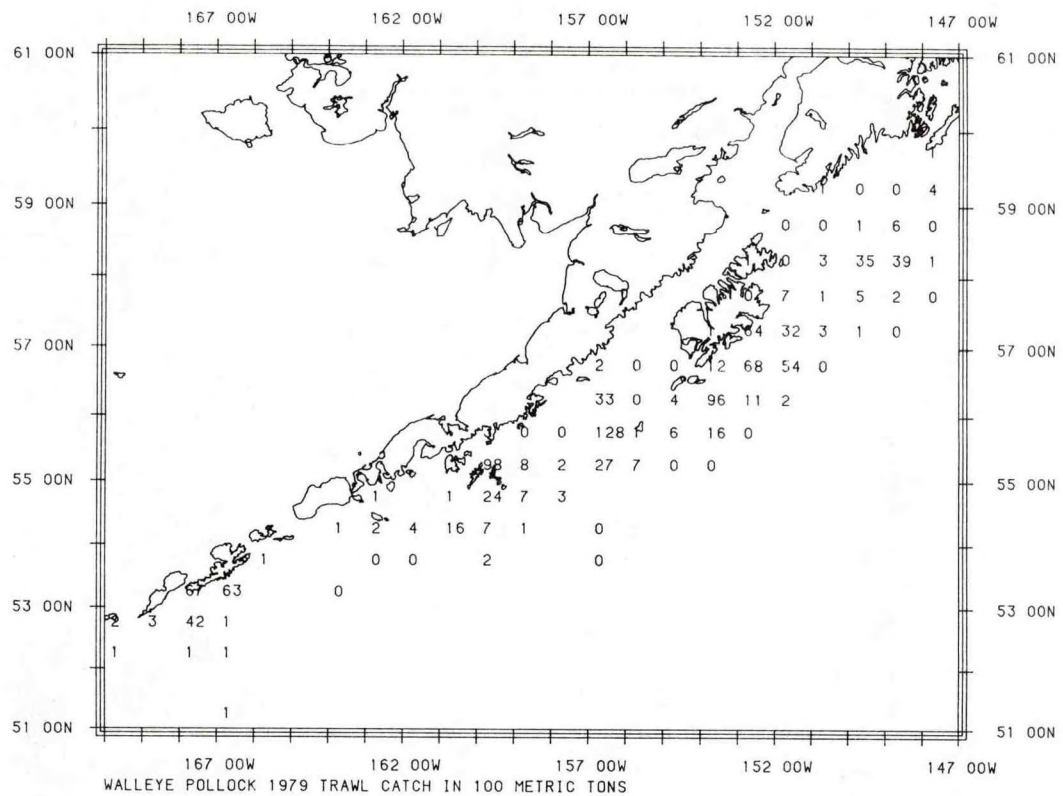 167 00W 162 00W 157 00W 152 00W 147 00W
61 00N 61 00N
0 0 4
59 00N 59 00N
0 0 1 6 0
0 3 35 39 1
7 1 5 2 0
64 32 3 1 0
57 00N 57 00N
2 0 0 12 68 54 0
33 0 4 96 11 2
0 0 128 1 6 16 0
98 8 2 27 7 0 0
55 00N 55 00N
1 1 24 7 3
1 2 4 16 7 1 0
1 0 0 2 0
67 63 0
53 00N 53 00N
2 3 42 1
1 1 1
1
51 00N 51 00N
167 00W 162 00W 157 00W 152 00W 147 00W
WALLEYE POLLOCK 1979 TRAWL CATCH IN 100 METRIC TONS